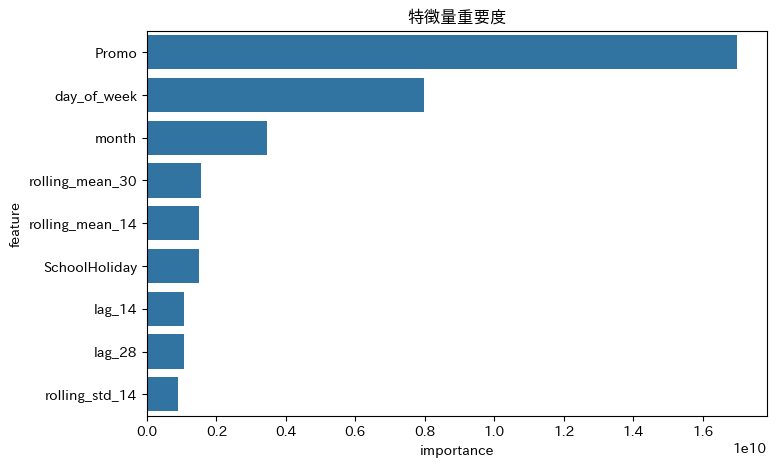 特徴量重要度
Promo
day_of_week
month
rolling_mean_30
rolling_mean_14
SchoolHoliday
lag_14
lag_28
rolling_std_14
feature
0.0 0.2 0.4 0.6 0.8 1.0 1.2 1.4 1.6
1e10
importance